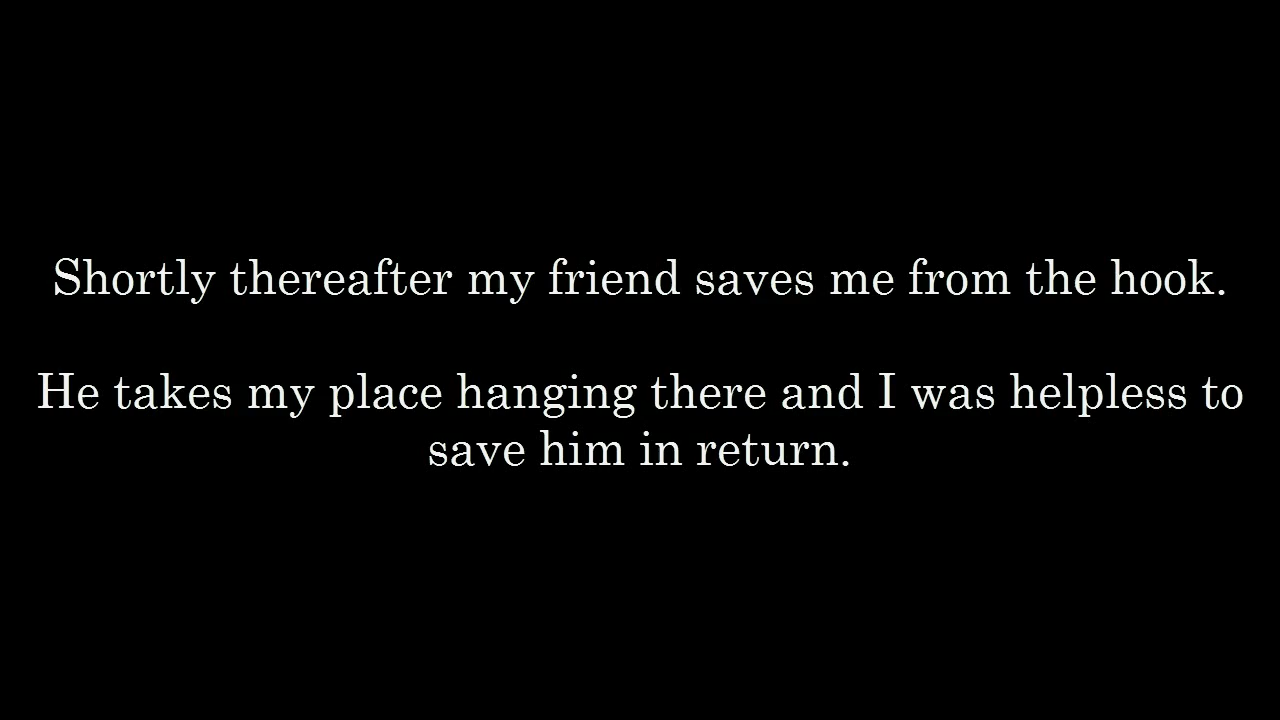 Shortly thereafter my friend saves me from the hook.
He takes my place hanging there and I was helpless to
save him in return.